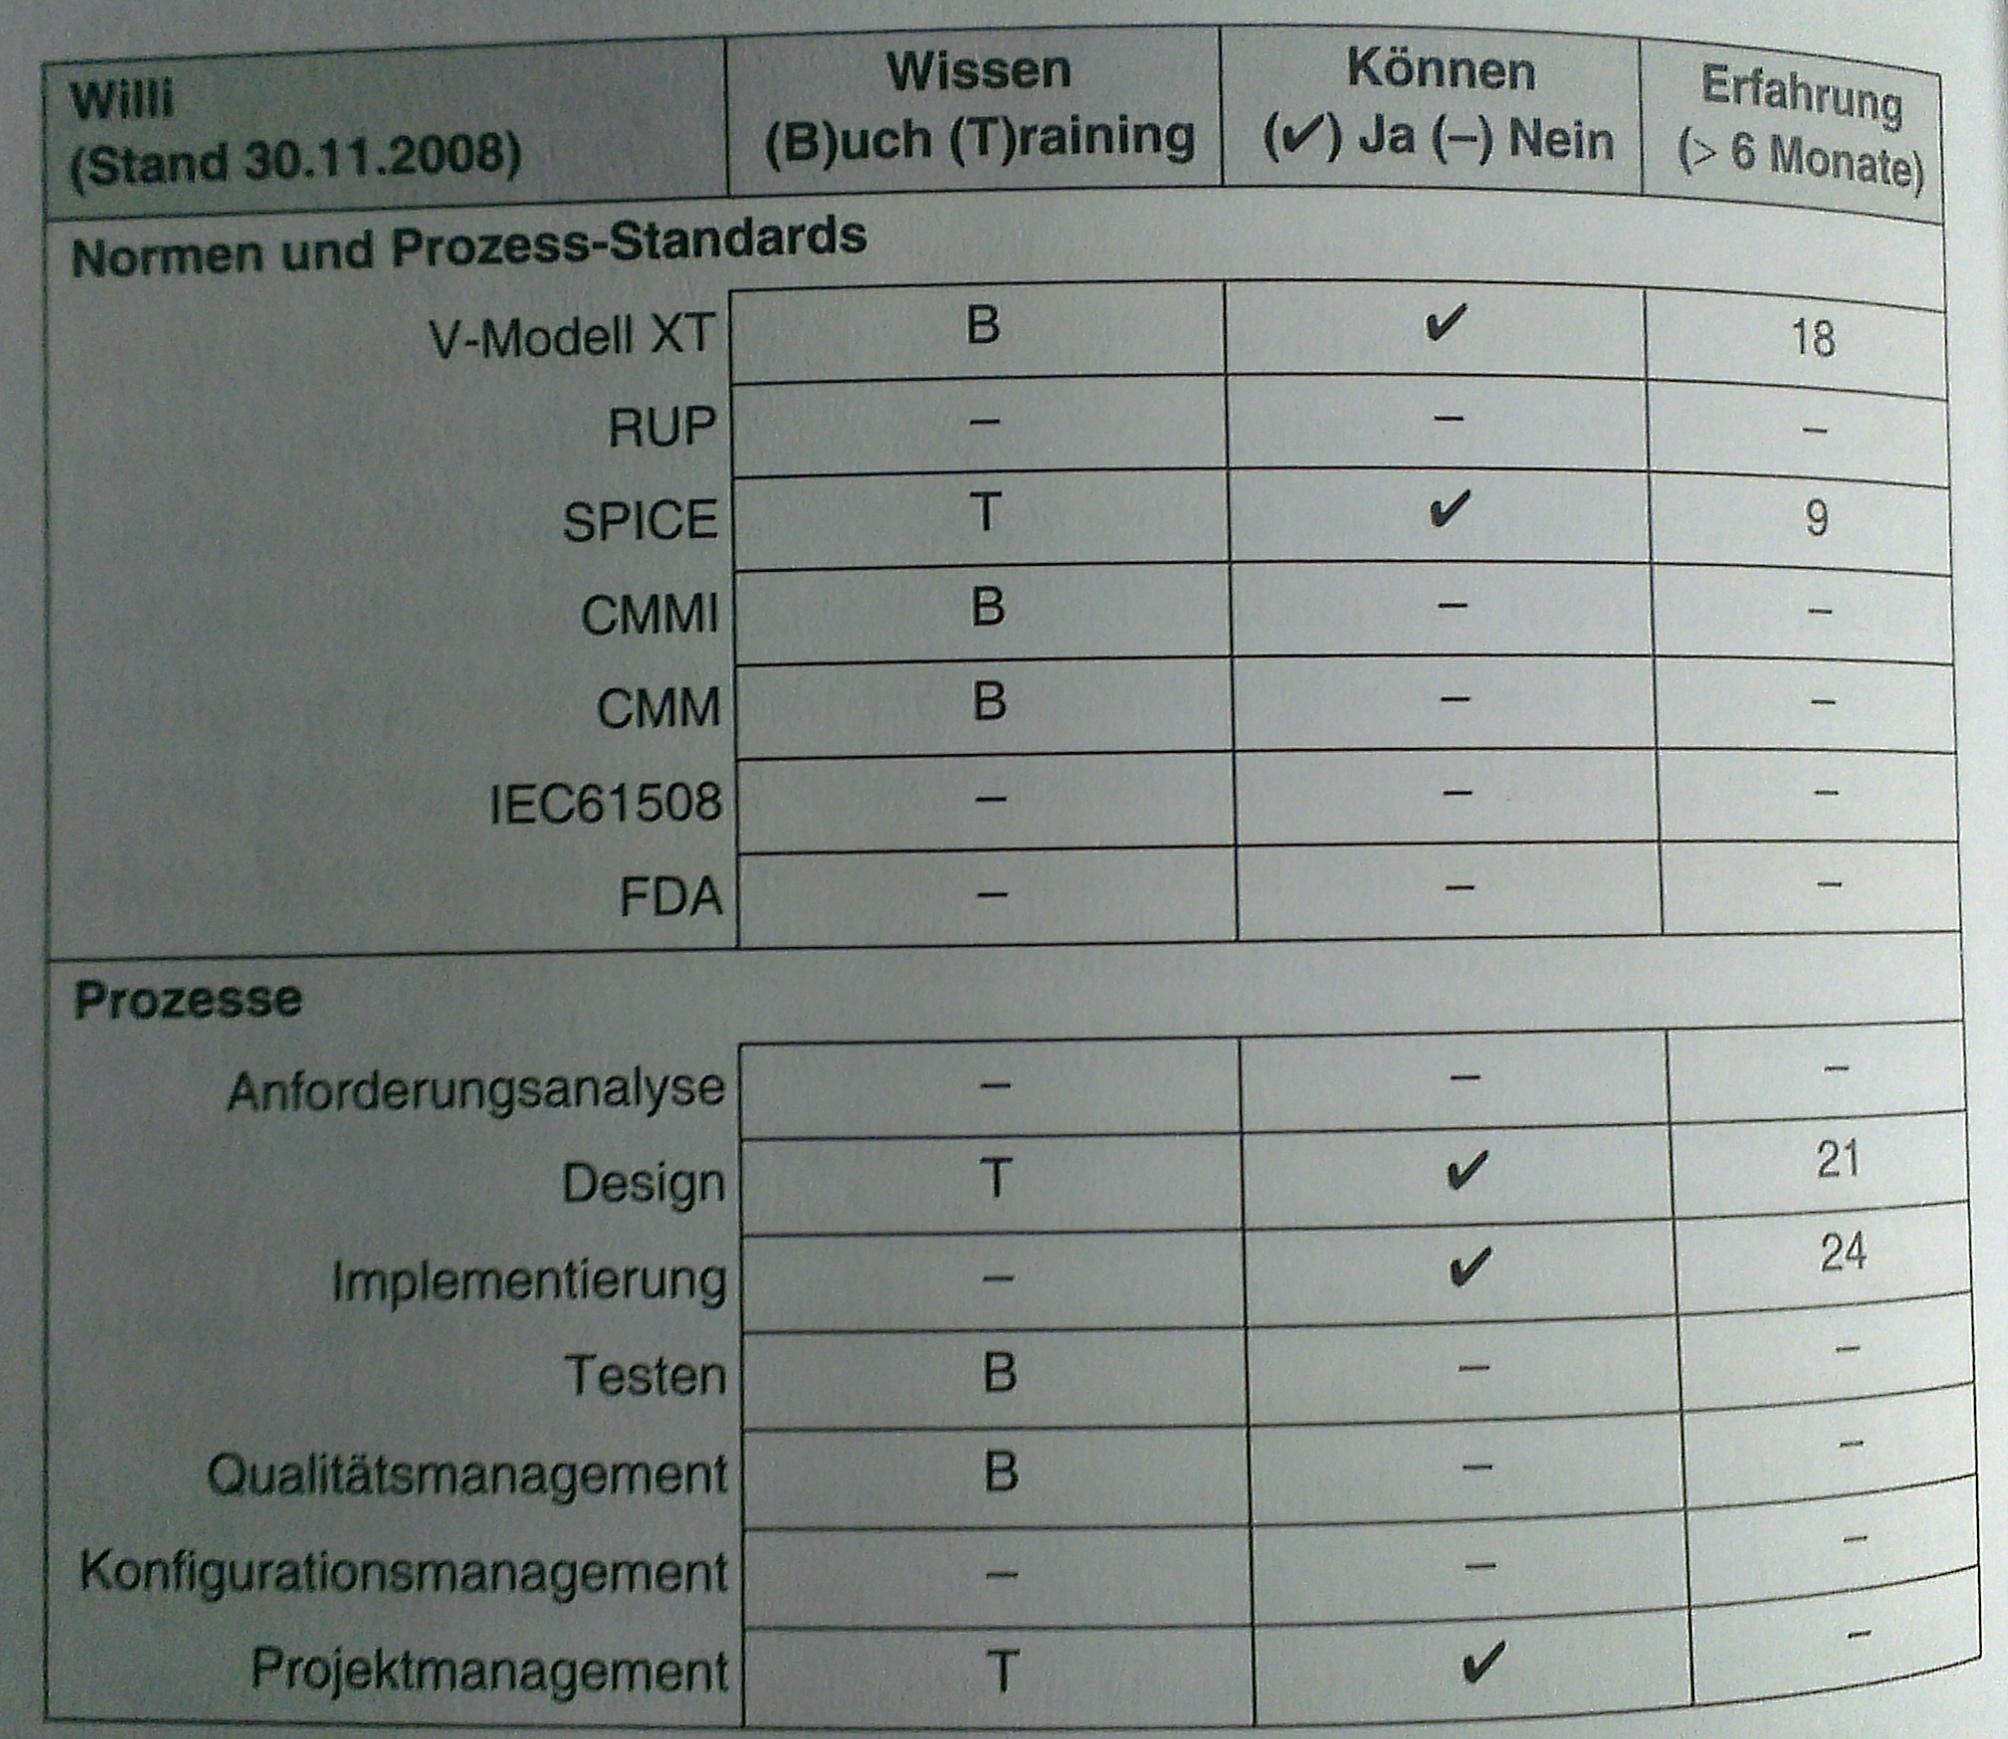 Willi
(Stand 30.11.2008)
Wissen
(B)uch (T)raining
Können
(✔) Ja (–) Nein
Erfahrung
(> 6 Monate)
Normen und Prozess-Standards
V-Modell XT B ✔ 18
RUP – – –
SPICE T ✔ 9
CMMI B – –
CMM B – –
IEC61508 – – –
FDA – – –
Prozesse
Anforderungsanalyse – – –
Design T ✔ 21
Implementierung – ✔ 24
Testen B – –
Qualitätsmanagement B – –
Konfigurationsmanagement – – –
Projektmanagement T ✔ –